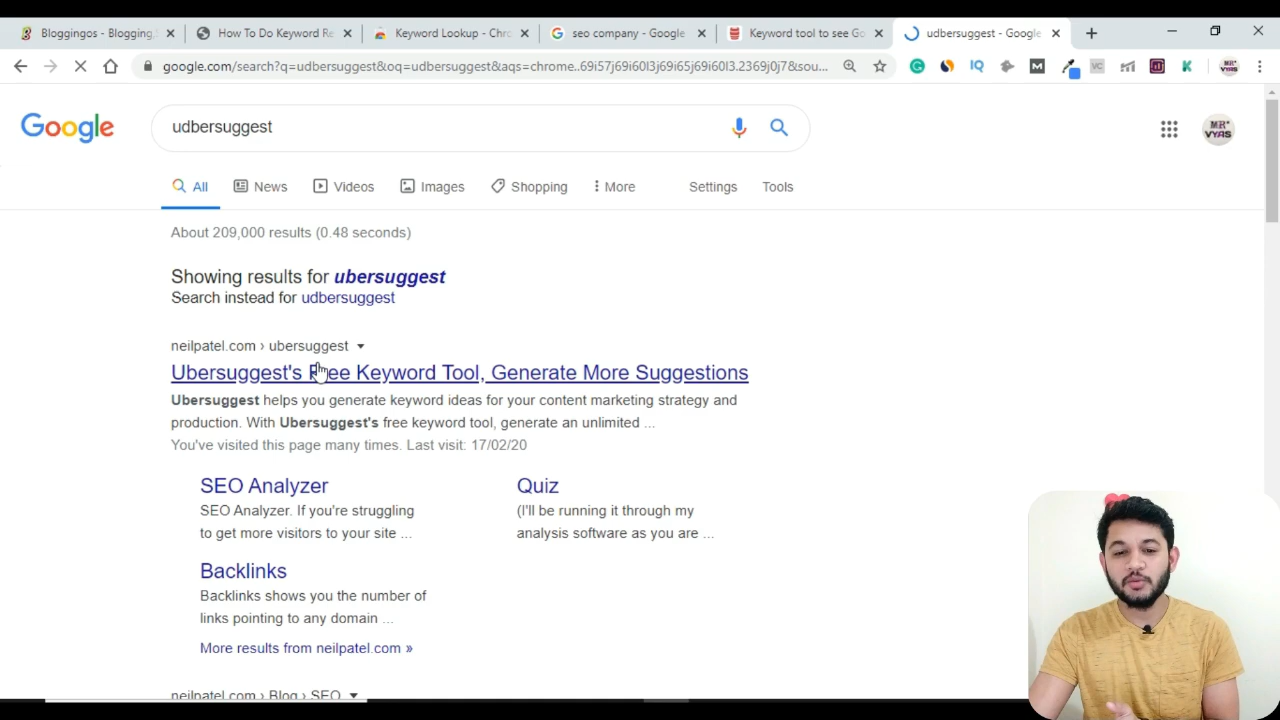 Bloggingos - Blogging,
How To Do Keyword Re
Keyword Lookup - Chro
seo company - Google
Keyword tool to see Go
udbersuggest - Google
google.com/search?q=udbersuggest&oq=udbersuggest&aqs=chrome..69i57j69i60l3j69i65j69i60l3.2369j0j7&sou...
Google
udbersuggest
MR VYAS
All
News
Videos
Images
Shopping
More
Settings
Tools
About 209,000 results (0.48 seconds)
Showing results for ubersuggest
Search instead for udbersuggest
neilpatel.com › ubersuggest
Ubersuggest's Free Keyword Tool, Generate More Suggestions
Ubersuggest helps you generate keyword ideas for your content marketing strategy and
production. With Ubersuggest's free keyword tool, generate an unlimited ...
You've visited this page many times. Last visit: 17/02/20
SEO Analyzer
SEO Analyzer. If you're struggling
to get more visitors to your site ...
Quiz
(I'll be running it through my
analysis software as you are ...
Backlinks
Backlinks shows you the number of
links pointing to any domain ...
More results from neilpatel.com »
neilpatel.com › Blog › SEO